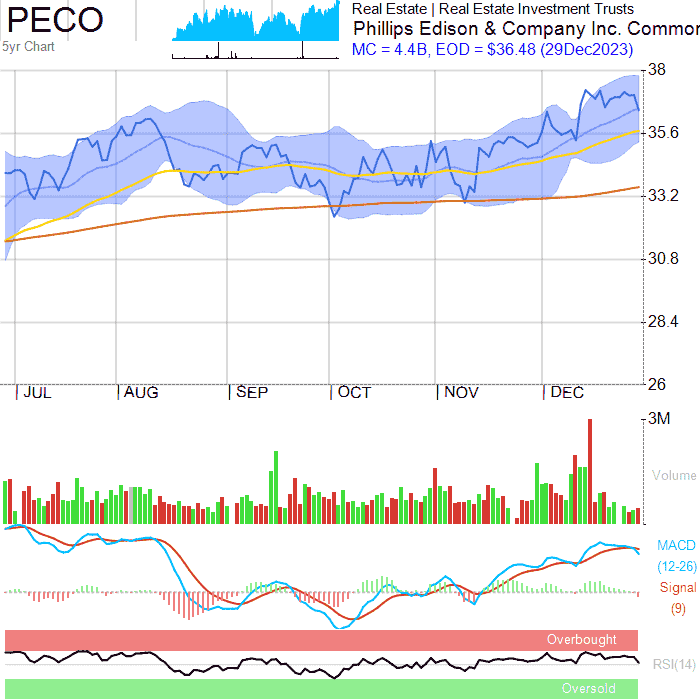 PECO
5yr Chart
Real Estate | Real Estate Investment Trusts
Phillips Edison & Company Inc. Common
MC = 4.4B, EOD = $36.48 (29Dec2023)
38
35.6
33.2
30.8
28.4
26
JUL AUG SEP OCT NOV DEC
3M
Volume
MACD
(12-26)
Signal
(9)
Overbought
RSI(14)
Oversold